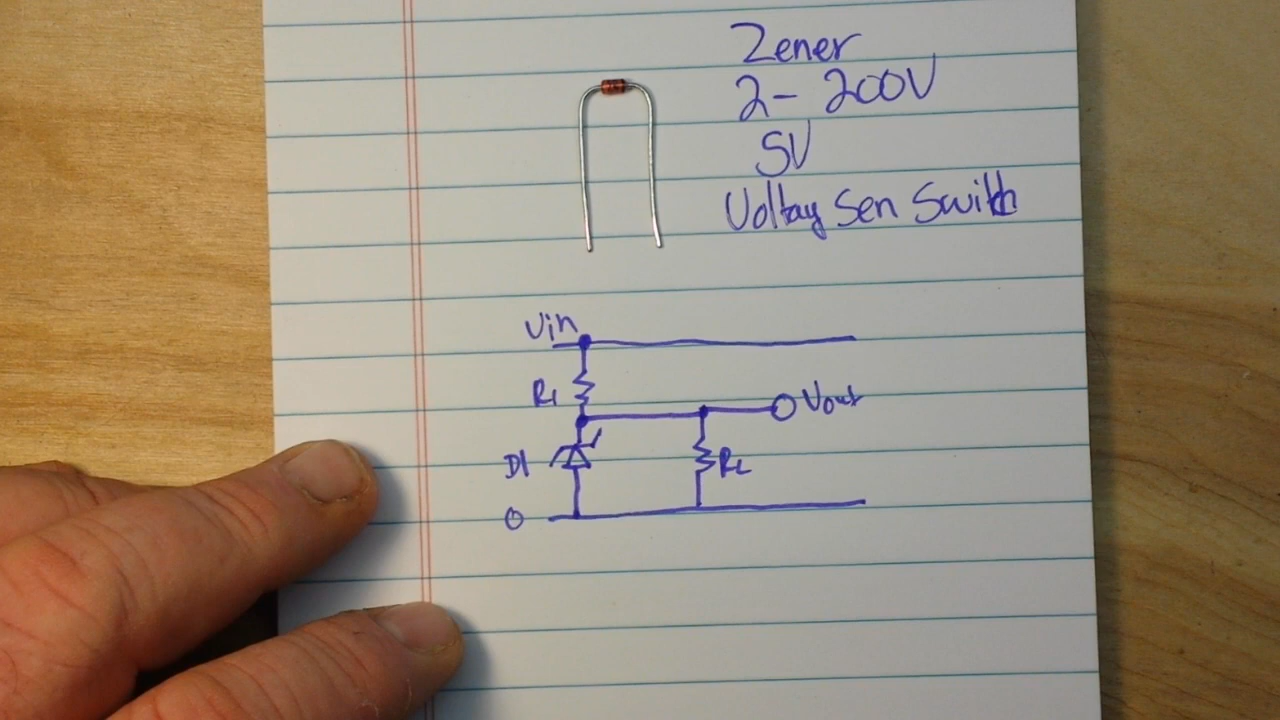 Zener
2 - 200V
5V
Voltag Sen Switch
Vin
R1
Vout
D1
RL
0